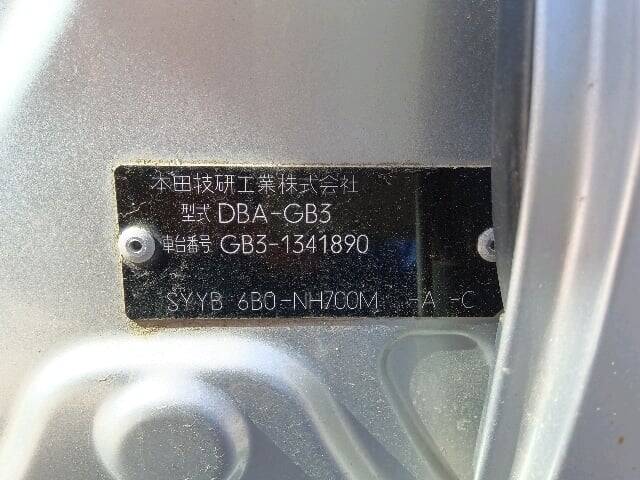 本田技研工業株式会社
型式 DBA-GB3
車台番号 GB3-1341890
SYYB 6B0-NH700M -A -C